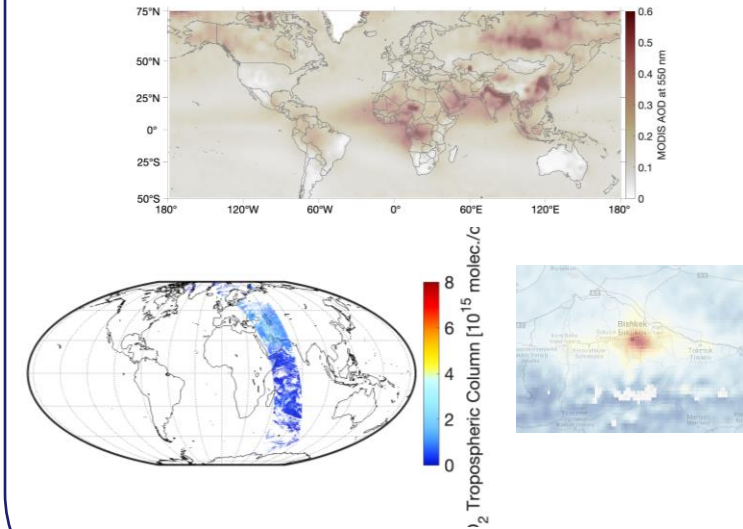 75°N
50°N
25°N
0°
25°S
50°S
180°
120°W
60°W
0°
60°E
120°E
180°
0.6
0.5
0.4
0.3
0.2
0.1
0
MODIS AOD at 550 nm
8
6
4
2
0
₂ Tropospheric Column [10¹⁵ molec./c
Bishkek